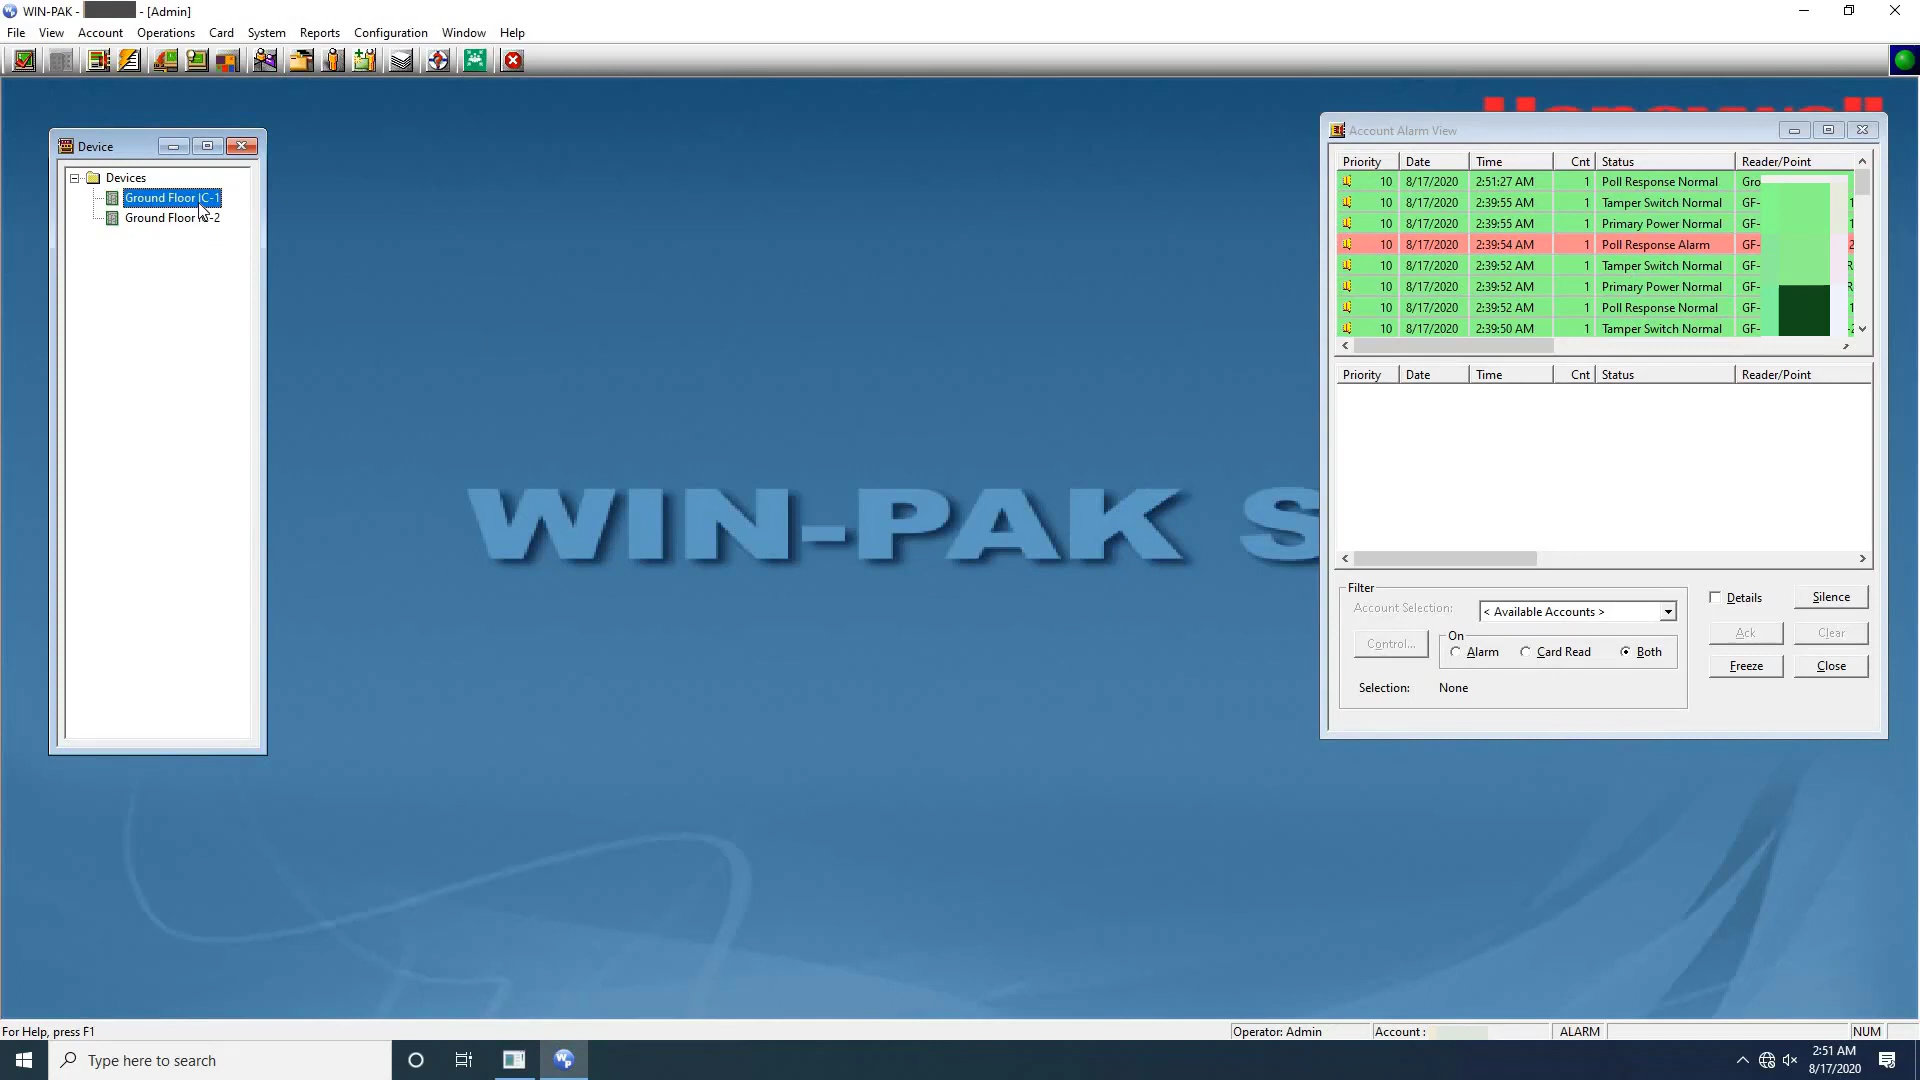 WIN-PAK - - [Admin]
File View Account Operations Card System Reports Configuration Window Help
Device
Devices
Ground Floor IC-1
Ground Floor -2
WIN-PAK S
Account Alarm View
Priority Date Time Cnt Status Reader/Point
10 8/17/2020 2:51:27 AM 1 Poll Response Normal Gro
10 8/17/2020 2:39:55 AM 1 Tamper Switch Normal GF-
10 8/17/2020 2:39:55 AM 1 Primary Power Normal GF- 1
10 8/17/2020 2:39:54 AM 1 Poll Response Alarm GF- 2
10 8/17/2020 2:39:52 AM 1 Tamper Switch Normal GF-
10 8/17/2020 2:39:52 AM 1 Primary Power Normal GF-
10 8/17/2020 2:39:52 AM 1 Poll Response Normal GF- 1
10 8/17/2020 2:39:50 AM 1 Tamper Switch Normal GF- -2
Priority Date Time Cnt Status Reader/Point
Filter
Account Selection: < Available Accounts >
Control...
On
Alarm Card Read Both
Selection: None
Details Silence
Ack Clear
Freeze Close
For Help, press F1
Operator: Admin Account : ALARM NUM
Type here to search
2:51 AM
8/17/2020